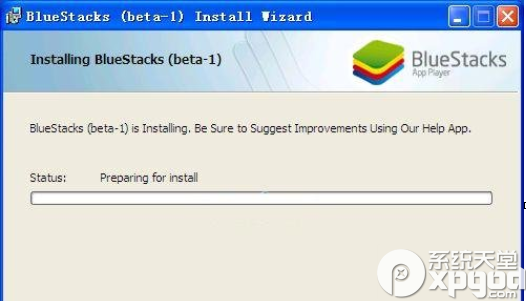 BlueStacks (beta-1) Install Wizard
Installing BlueStacks (beta-1)
BlueStacks
App Player
BlueStacks (beta-1) is Installing. Be Sure to Suggest Improvements Using Our Help App.
Status: Preparing for install
系统天堂